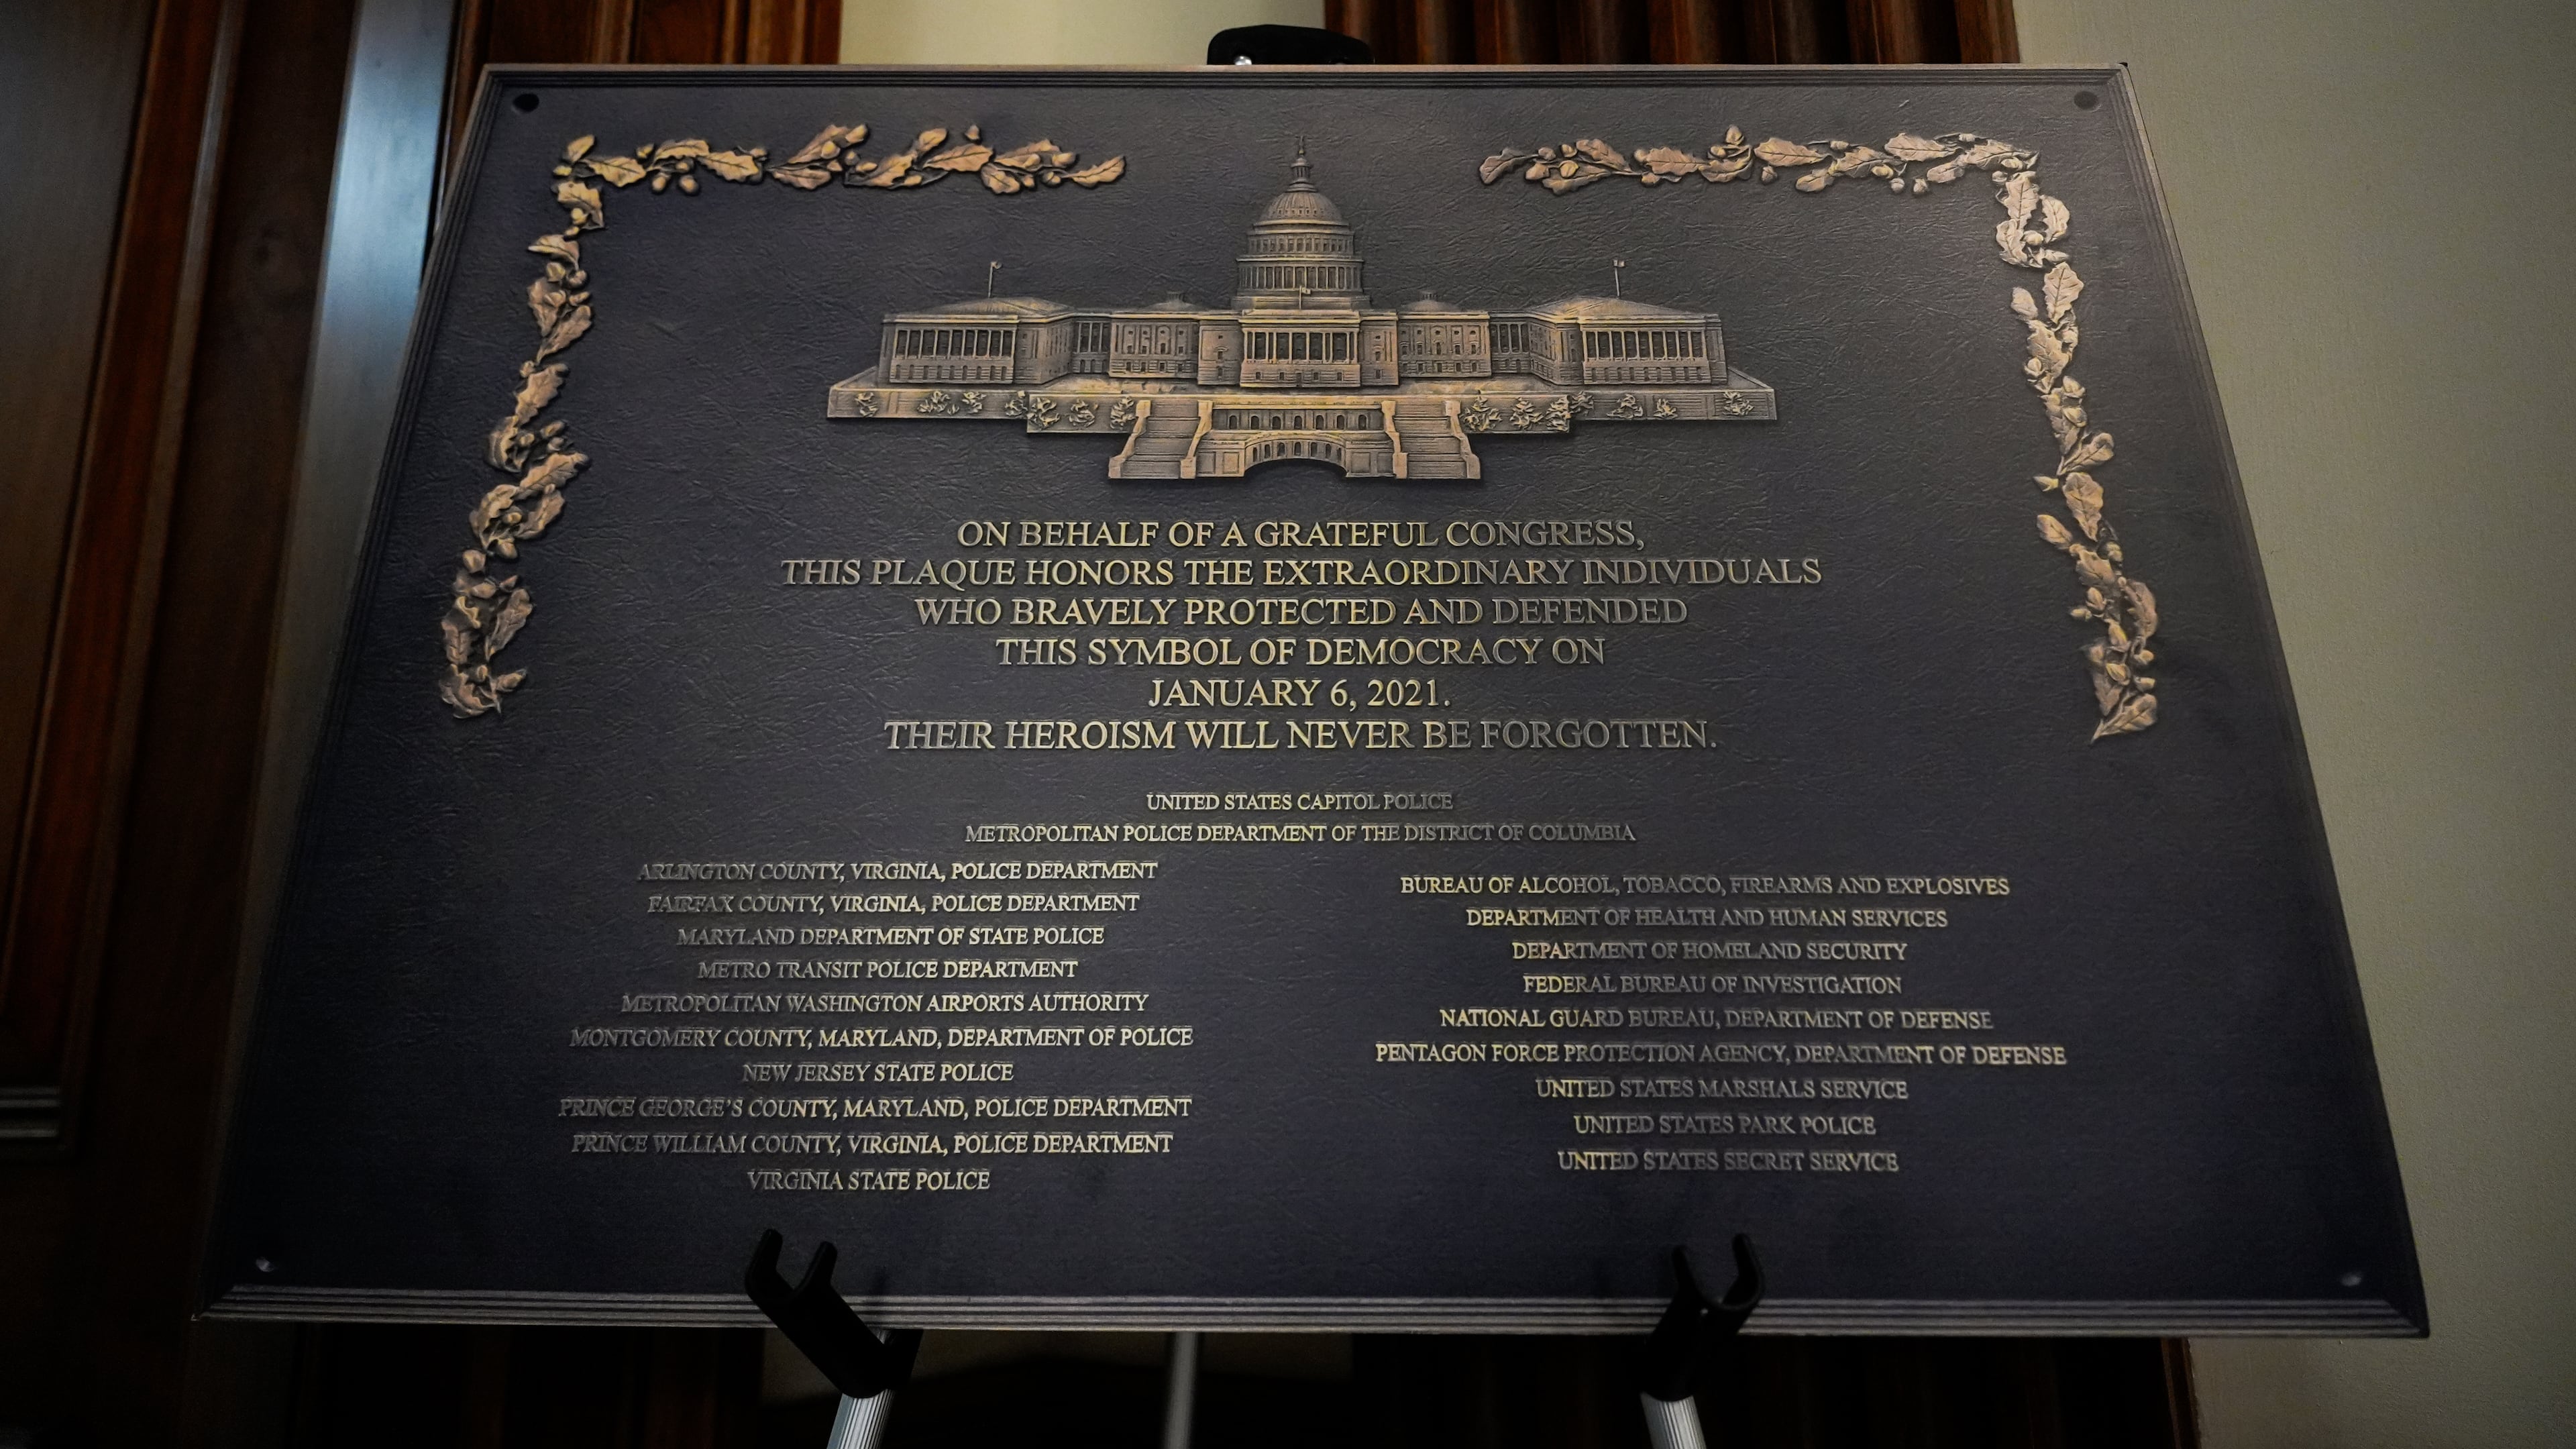 ON BEHALF OF A GRATEFUL CONGRESS,
THIS PLAQUE HONORS THE EXTRAORDINARY INDIVIDUALS
WHO BRAVELY PROTECTED AND DEFENDED
THIS SYMBOL OF DEMOCRACY ON
JANUARY 6, 2021.
THEIR HEROISM WILL NEVER BE FORGOTTEN.
UNITED STATES CAPITOL POLICE
METROPOLITAN POLICE DEPARTMENT OF THE DISTRICT OF COLUMBIA
ARLINGTON COUNTY, VIRGINIA, POLICE DEPARTMENT
FAIRFAX COUNTY, VIRGINIA, POLICE DEPARTMENT
MARYLAND DEPARTMENT OF STATE POLICE
METRO TRANSIT POLICE DEPARTMENT
METROPOLITAN WASHINGTON AIRPORTS AUTHORITY
MONTGOMERY COUNTY, MARYLAND, DEPARTMENT OF POLICE
NEW JERSEY STATE POLICE
PRINCE GEORGE'S COUNTY, MARYLAND, POLICE DEPARTMENT
PRINCE WILLIAM COUNTY, VIRGINIA, POLICE DEPARTMENT
VIRGINIA STATE POLICE
BUREAU OF ALCOHOL, TOBACCO, FIREARMS AND EXPLOSIVES
DEPARTMENT OF HEALTH AND HUMAN SERVICES
DEPARTMENT OF HOMELAND SECURITY
FEDERAL BUREAU OF INVESTIGATION
NATIONAL GUARD BUREAU, DEPARTMENT OF DEFENSE
PENTAGON FORCE PROTECTION AGENCY, DEPARTMENT OF DEFENSE
UNITED STATES MARSHALS SERVICE
UNITED STATES PARK POLICE
UNITED STATES SECRET SERVICE